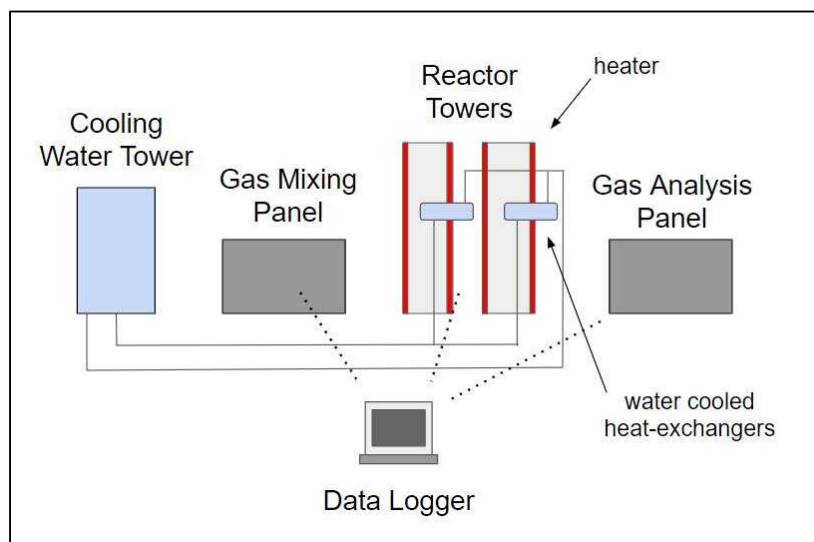 Reactor
Towers
heater
Cooling
Water Tower
Gas Mixing
Panel
Gas Analysis
Panel
water cooled
heat-exchangers
Data Logger